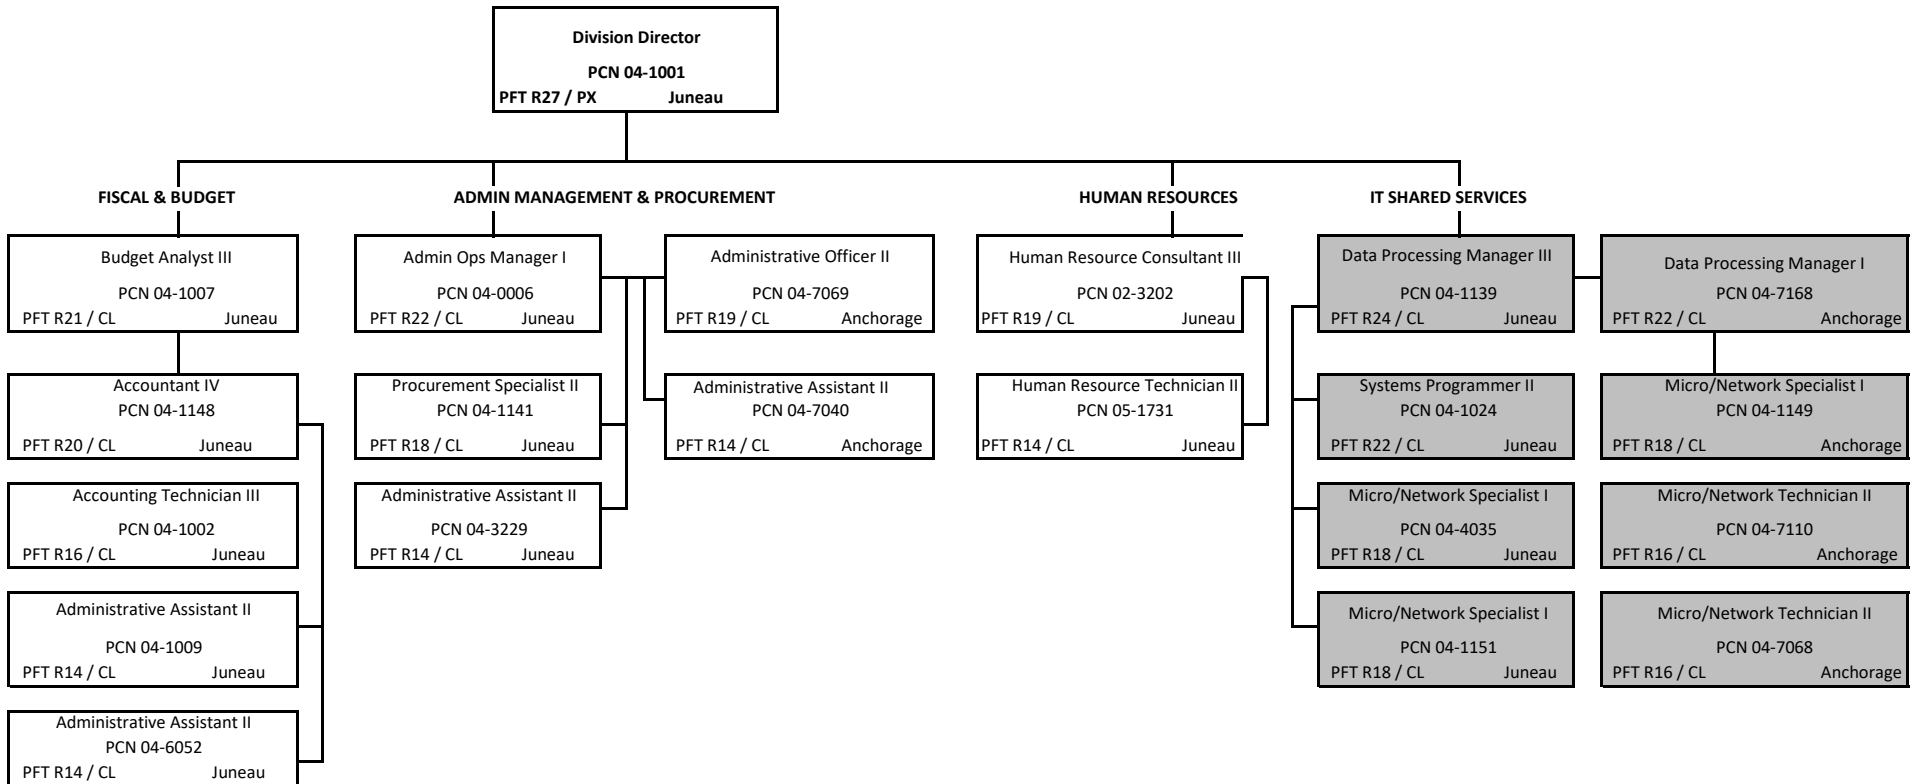 Division Director
PCN 04-1001
PFT R27 / PX Juneau
FISCAL & BUDGET
ADMIN MANAGEMENT & PROCUREMENT
HUMAN RESOURCES
IT SHARED SERVICES
Budget Analyst III
PCN 04-1007
PFT R21 / CL Juneau
Accountant IV
PCN 04-1148
PFT R20 / CL Juneau
Accounting Technician III
PCN 04-1002
PFT R16 / CL Juneau
Administrative Assistant II
PCN 04-1009
PFT R14 / CL Juneau
Administrative Assistant II
PCN 04-6052
PFT R14 / CL Juneau
Admin Ops Manager I
PCN 04-0006
PFT R22 / CL Juneau
Procurement Specialist II
PCN 04-1141
PFT R18 / CL Juneau
Administrative Assistant II
PCN 04-3229
PFT R14 / CL Juneau
Administrative Officer II
PCN 04-7069
PFT R19 / CL Anchorage
Administrative Assistant II
PCN 04-7040
PFT R14 / CL Anchorage
Human Resource Consultant III
PCN 02-3202
PFT R19 / CL Juneau
Human Resource Technician II
PCN 05-1731
PFT R14 / CL Juneau
Data Processing Manager III
PCN 04-1139
PFT R24 / CL Juneau
Systems Programmer II
PCN 04-1024
PFT R22 / CL Juneau
Micro/Network Specialist I
PCN 04-4035
PFT R18 / CL Juneau
Micro/Network Specialist I
PCN 04-1151
PFT R18 / CL Juneau
Data Processing Manager I
PCN 04-7168
PFT R22 / CL Anchorage
Micro/Network Specialist I
PCN 04-1149
PFT R18 / CL Anchorage
Micro/Network Technician II
PCN 04-7110
PFT R16 / CL Anchorage
Micro/Network Technician II
PCN 04-7068
PFT R16 / CL Anchorage